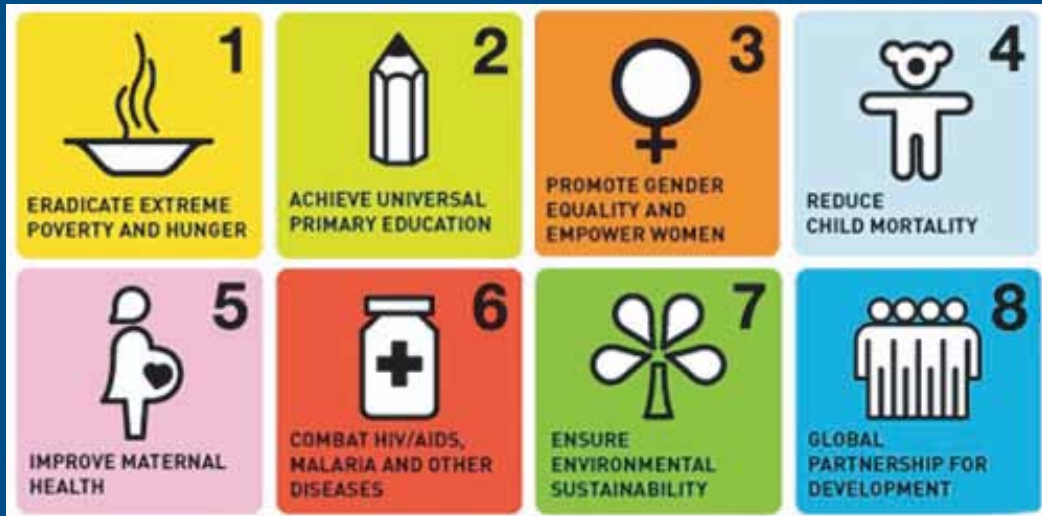 1
ERADICATE EXTREME
POVERTY AND HUNGER
2
ACHIEVE UNIVERSAL
PRIMARY EDUCATION
3
PROMOTE GENDER
EQUALITY AND
EMPOWER WOMEN
4
REDUCE
CHILD MORTALITY
5
IMPROVE MATERNAL
HEALTH
6
COMBAT HIV/AIDS,
MALARIA AND OTHER
DISEASES
7
ENSURE
ENVIRONMENTAL
SUSTAINABILITY
8
GLOBAL
PARTNERSHIP FOR
DEVELOPMENT